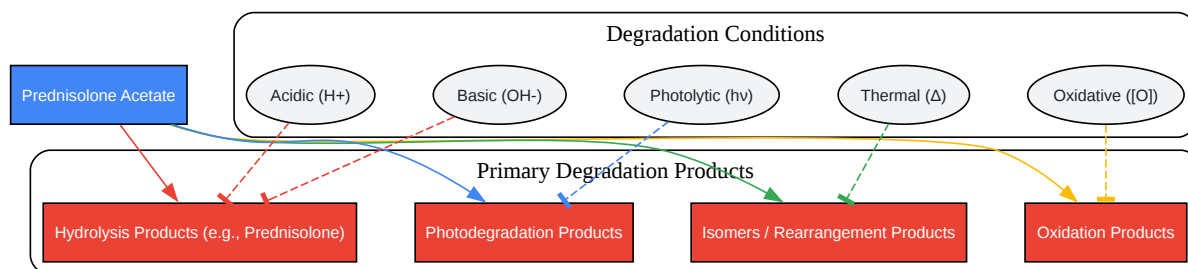 Degradation Conditions
Prednisolone Acetate
Acidic (H+)
Basic (OH-)
Photolytic (hν)
Thermal (Δ)
Oxidative ([O])
Primary Degradation Products
Hydrolysis Products (e.g., Prednisolone)
Photodegradation Products
Isomers / Rearrangement Products
Oxidation Products